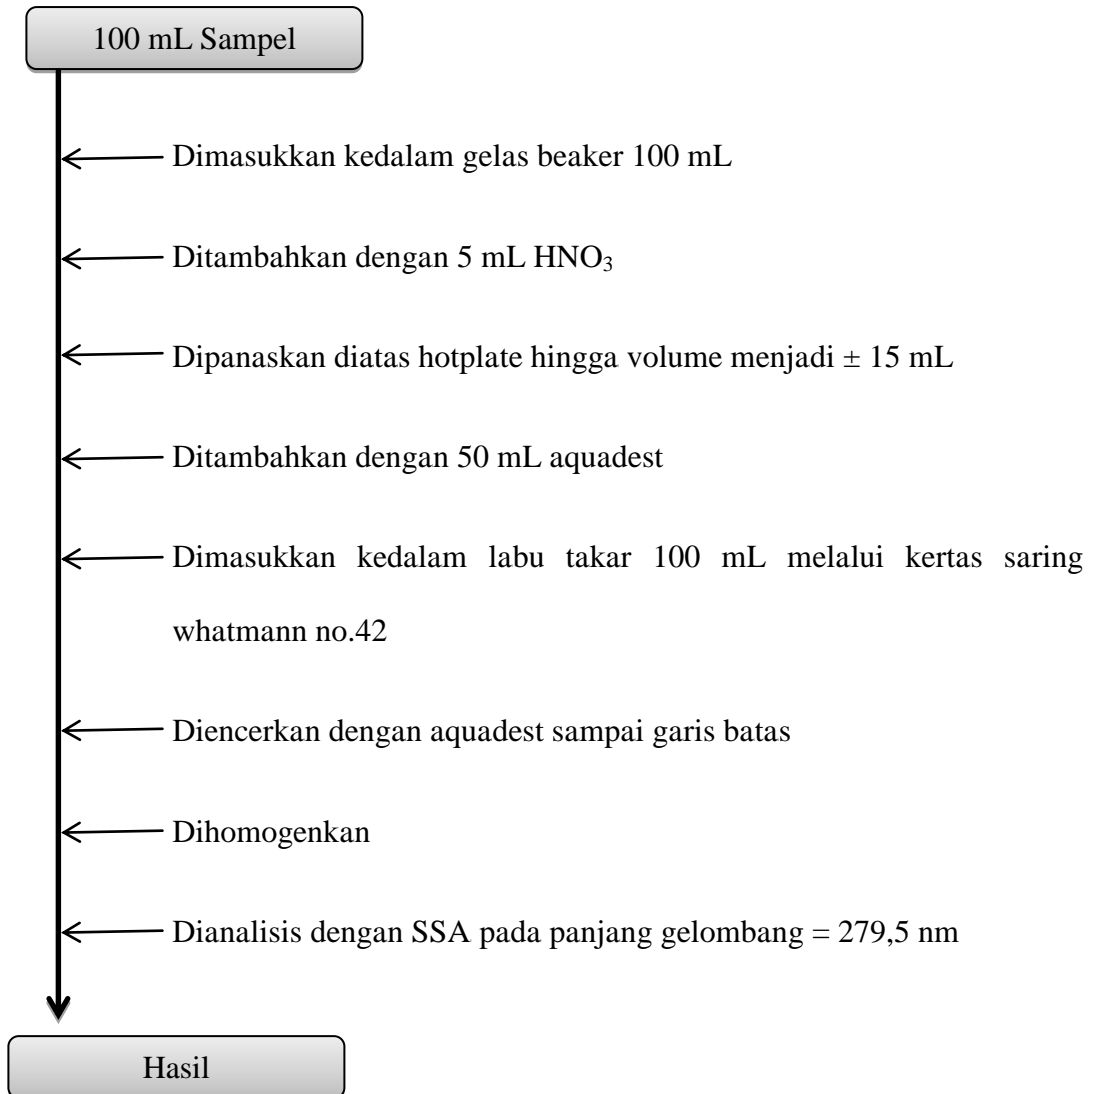 100 mL Sampel
Dimasukkan kedalam gelas beaker 100 mL
Ditambahkan dengan 5 mL HNO₃
Dipanaskan diatas hotplate hingga volume menjadi ± 15 mL
Ditambahkan dengan 50 mL aquadest
Dimasukkan kedalam labu takar 100 mL melalui kertas saring
whatmann no.42
Diencerkan dengan aquadest sampai garis batas
Dihomogenkan
Dianalisis dengan SSA pada panjang gelombang = 279,5 nm
Hasil